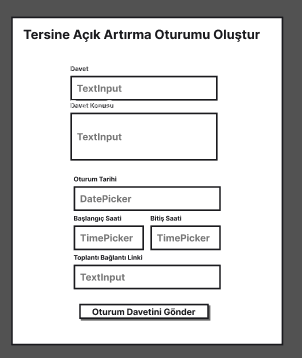 Tersine Açık Artırma Oturumu Oluştur
Davet
TextInput
Davet Konusu
TextInput
Oturum Tarihi
DatePicker
Başlangıç Saati Bitiş Saati
TimePicker TimePicker
Toplantı Bağlantı Linki
TextInput
Oturum Davetini Gönder